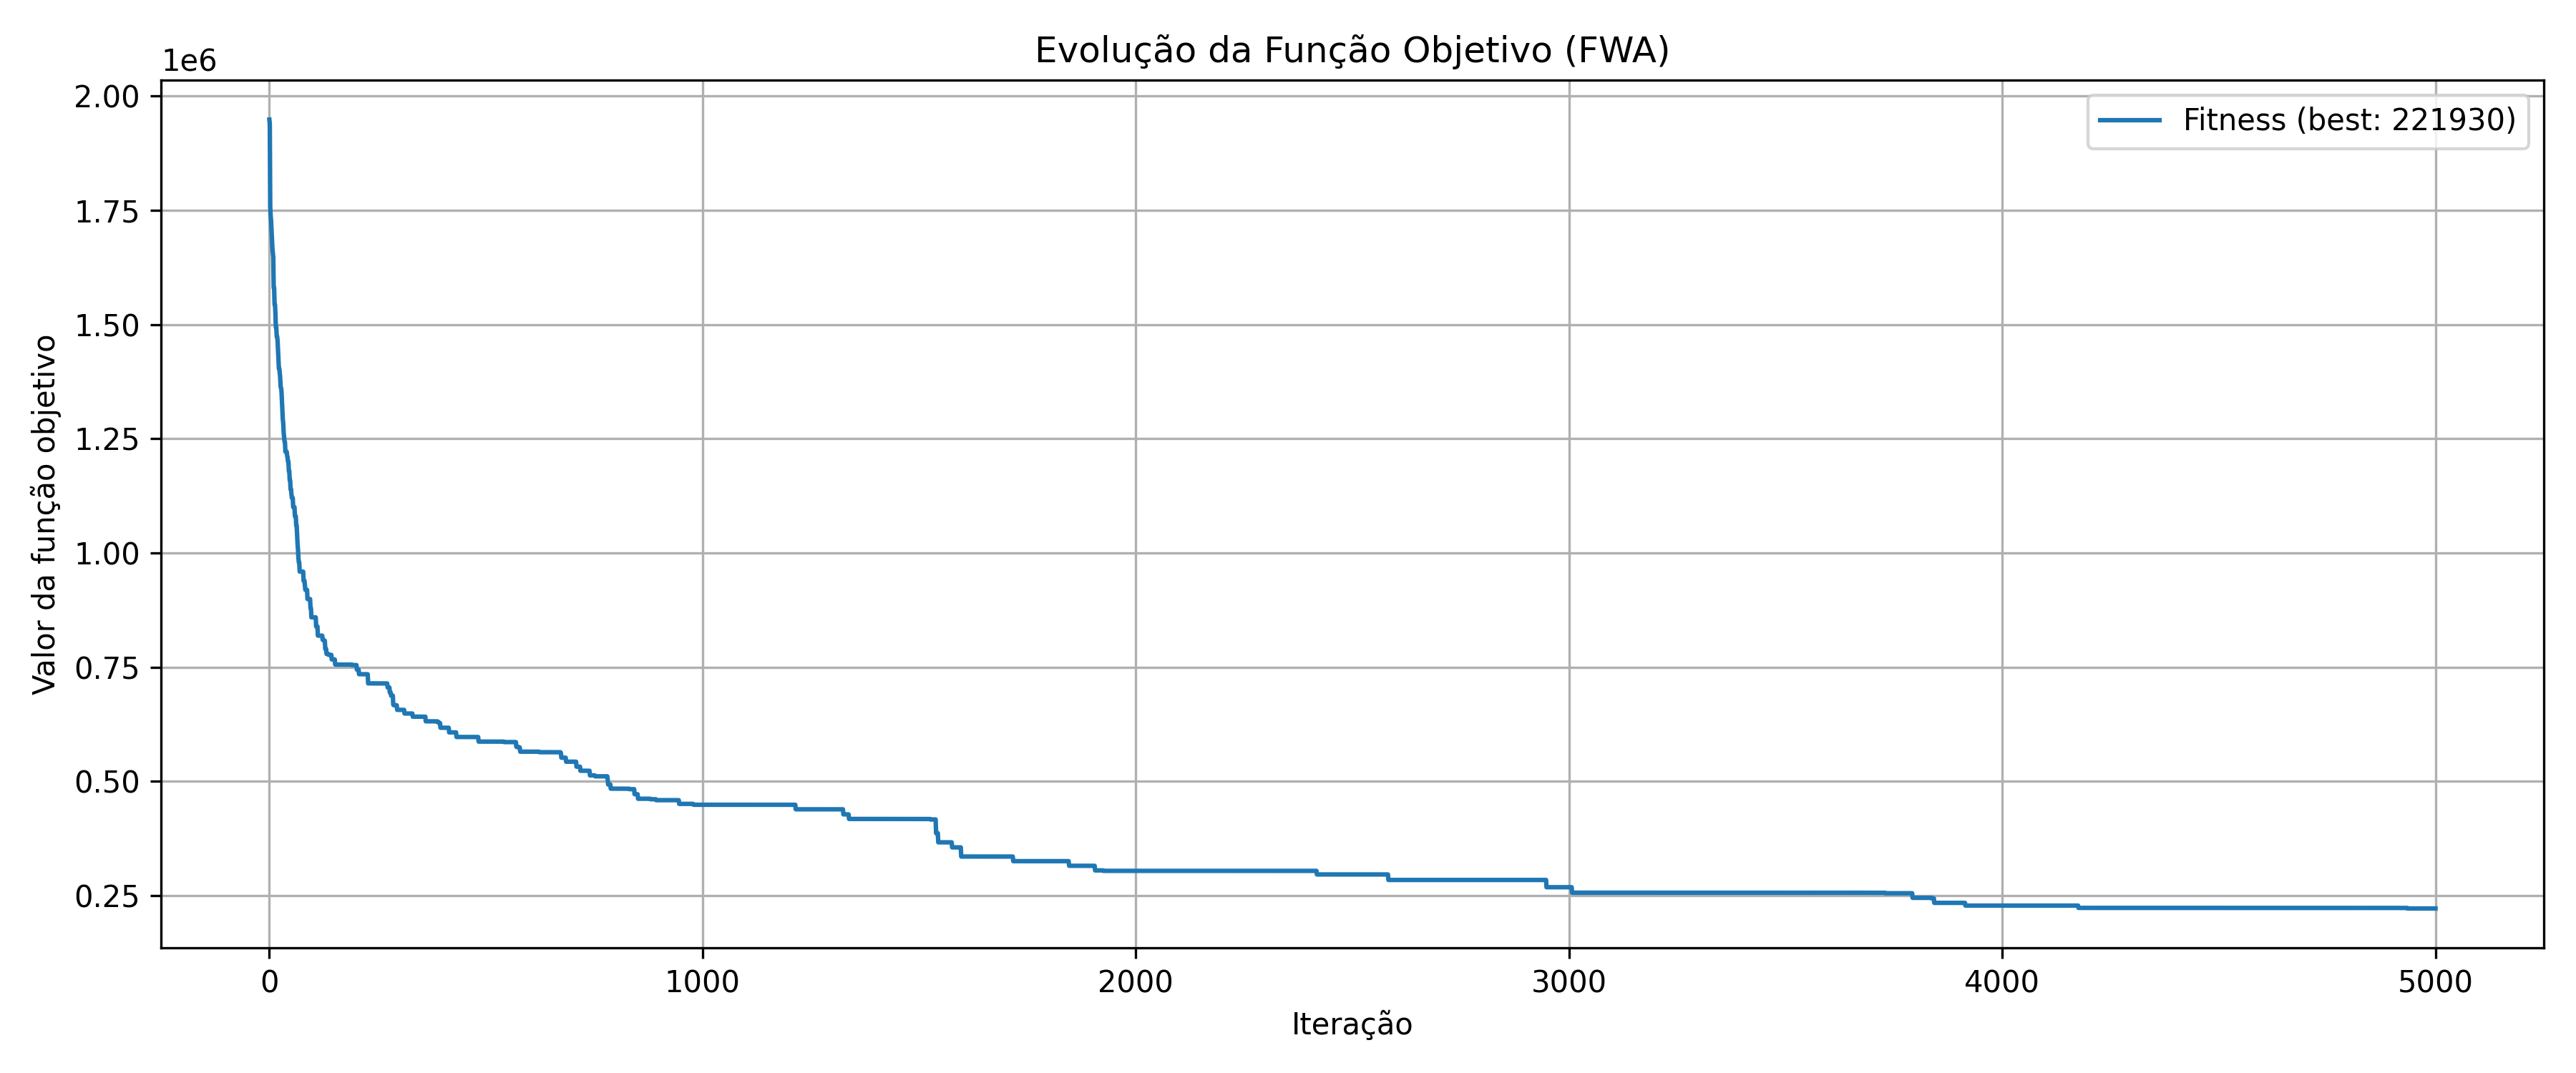 Evolução da Função Objetivo (FWA)
1e6
Fitness (best: 221930)
Valor da função objetivo
2.00
1.75
1.50
1.25
1.00
0.75
0.50
0.25
0 1000 2000 3000 4000 5000
Iteração